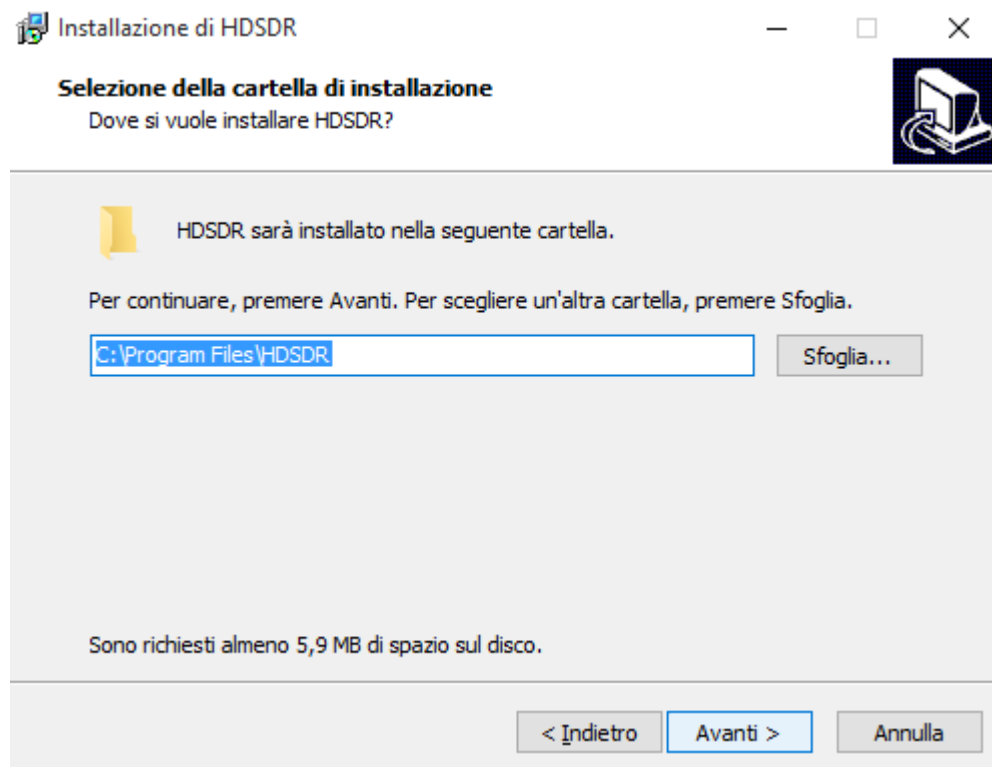 Installazione di HDSDR
Selezione della cartella di installazione
Dove si vuole installare HDSDR?
HDSDR sarà installato nella seguente cartella.
Per continuare, premere Avanti. Per scegliere un'altra cartella, premere Sfoglia.
C:\Program Files\HDSDR
Sfoglia...
Sono richiesti almeno 5,9 MB di spazio sul disco.
< Indietro
Avanti >
Annulla